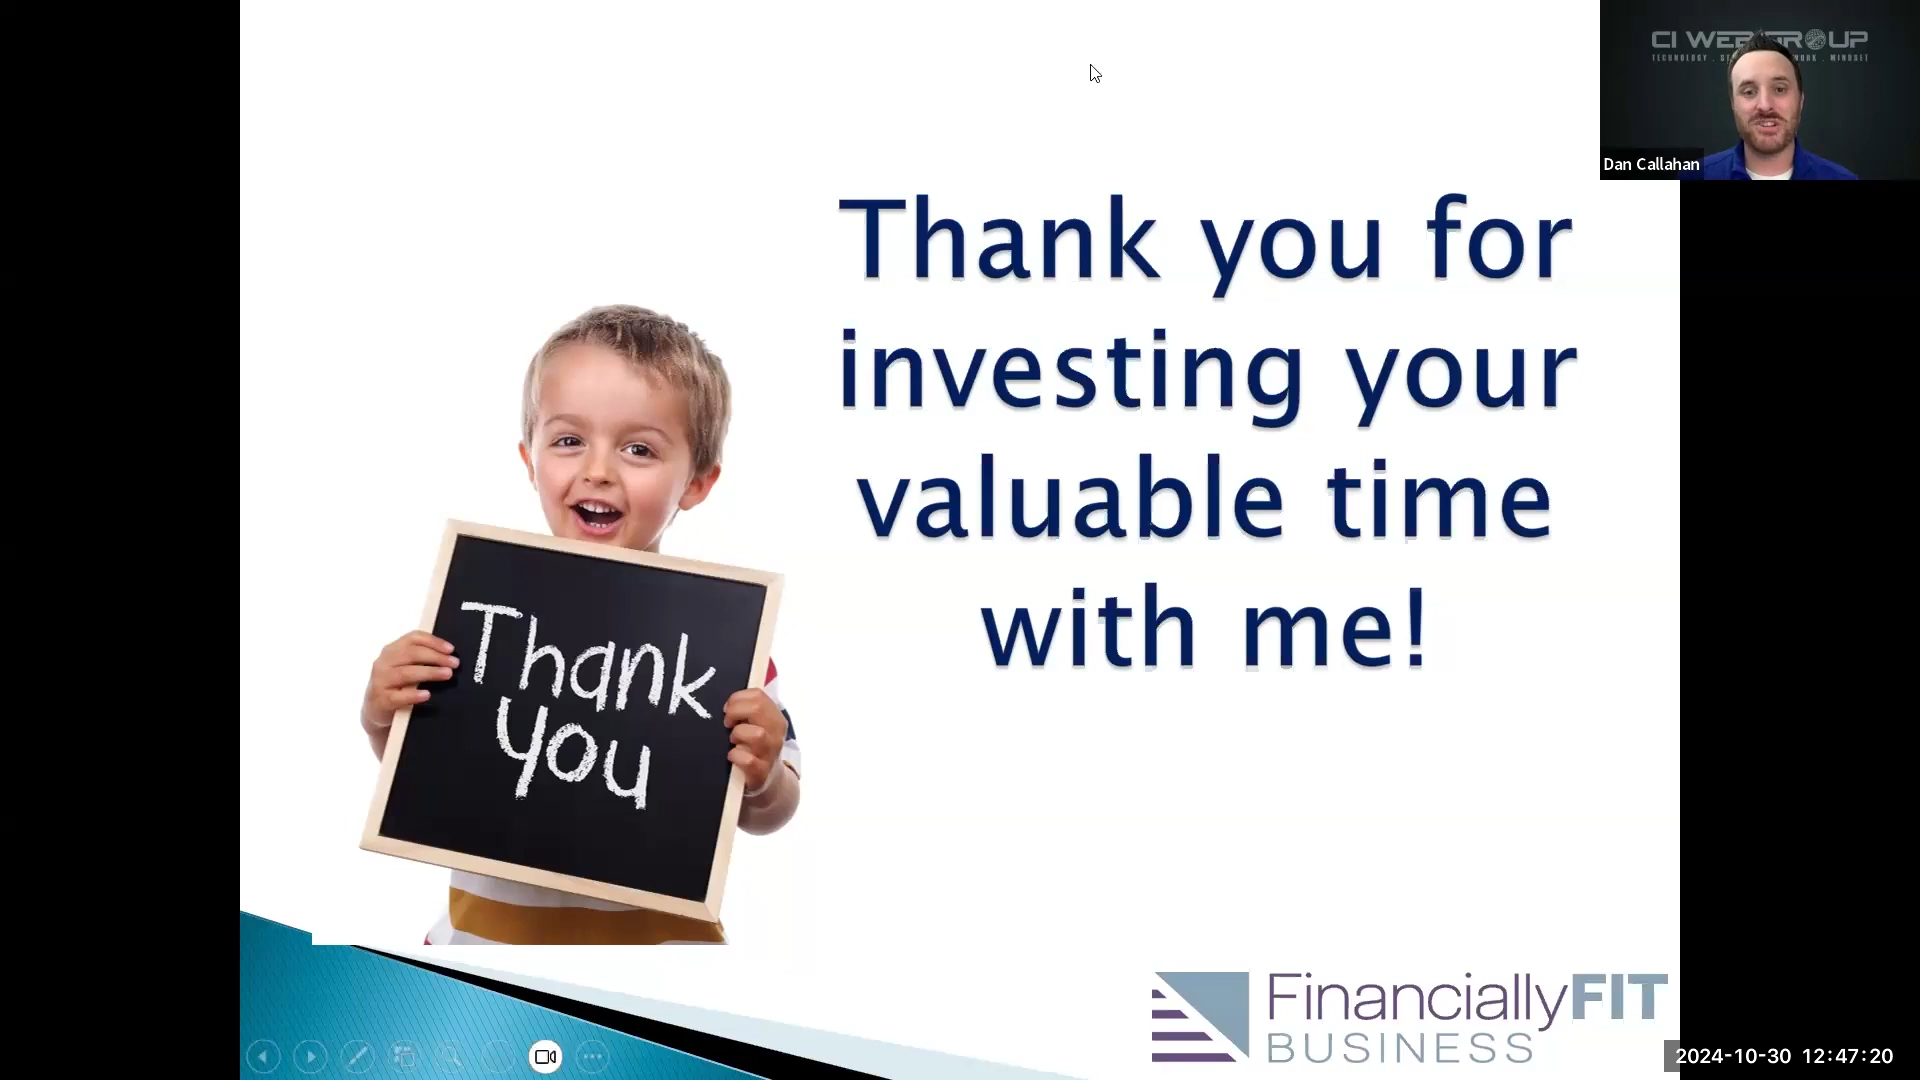 CI WEB GROUP
Dan Callahan
Thank you for
investing your
valuable time
with me!
Thank
you
FinanciallyFIT
BUSINESS
2024-10-30 12:47:20